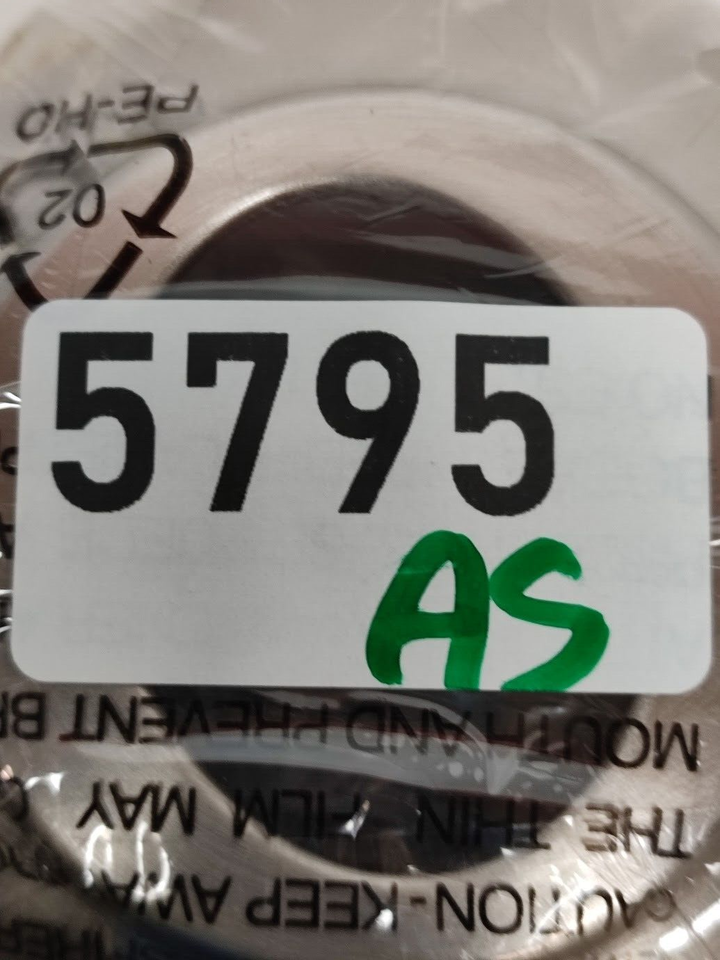 PE-HD
02
5795
AS
MOUTH AND PREVENT
THE THIN FILM MAY
CAUTION-KEEP AWAY